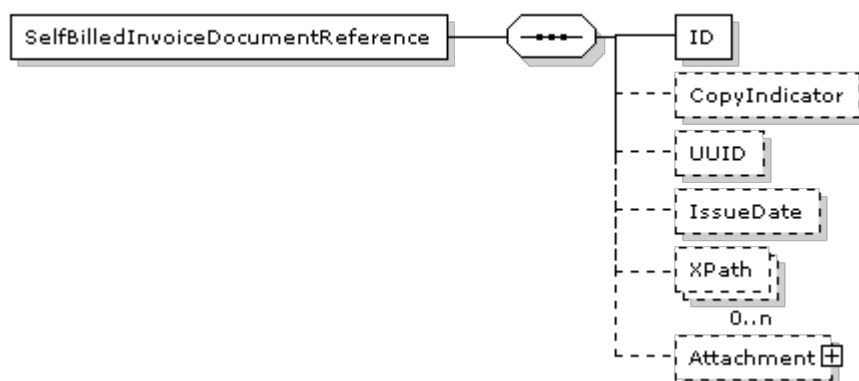 SelfBilledInvoiceDocumentReference
ID
CopyIndicator
UUID
IssueDate
XPath
0..n
Attachment